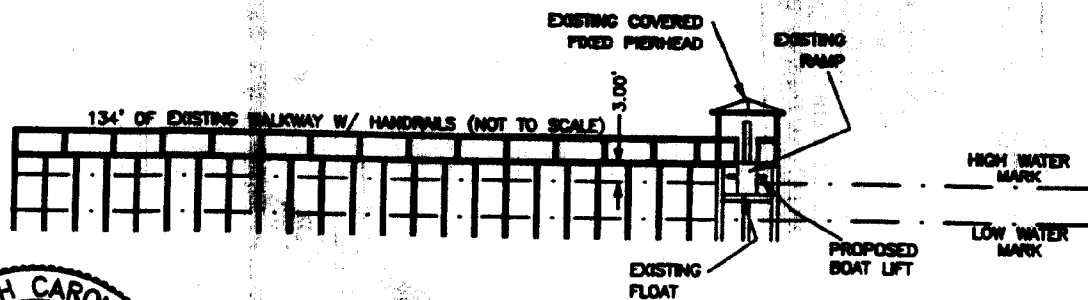 EXISTING COVERED
FIXED PIERHEAD
EXISTING
RAMP
3.00'
134' OF EXISTING WALKWAY W/ HANDRAILS (NOT TO SCALE)
HIGH WATER
MARK
LOW WATER
MARK
PROPOSED
BOAT LIFT
EXISTING
FLOAT
H CARO